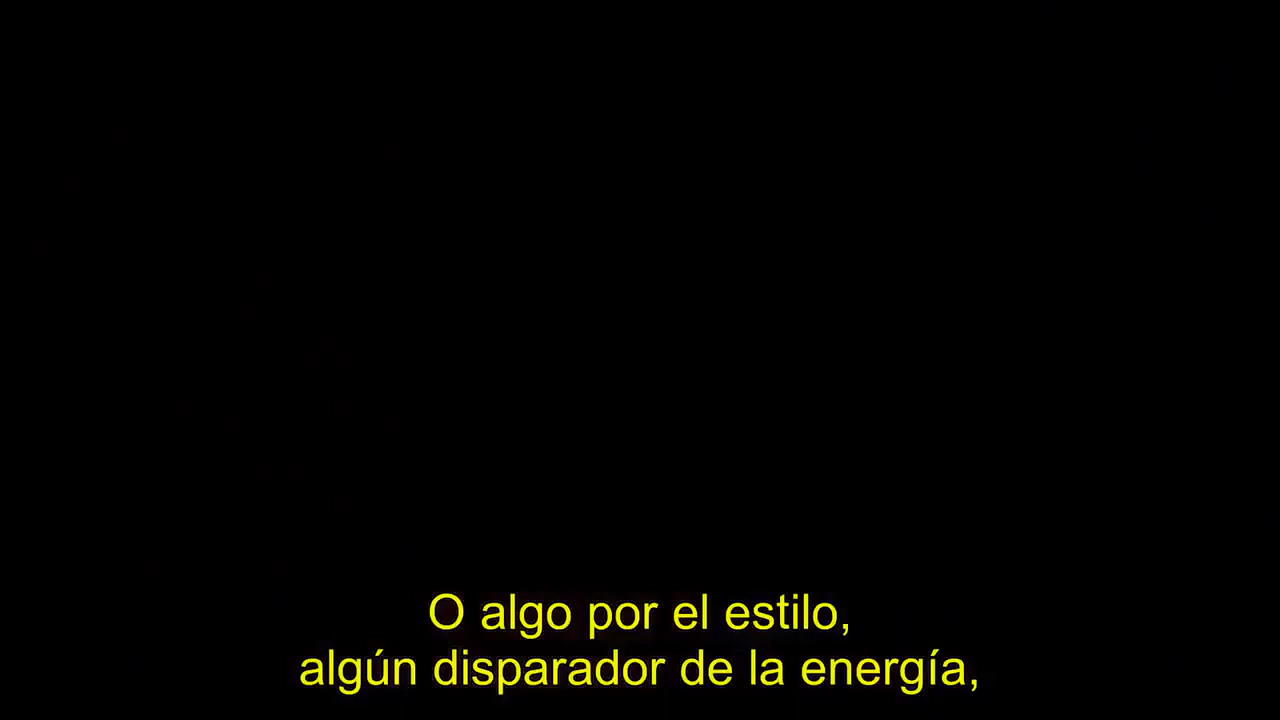 O algo por el estilo,
algún disparador de la energía,